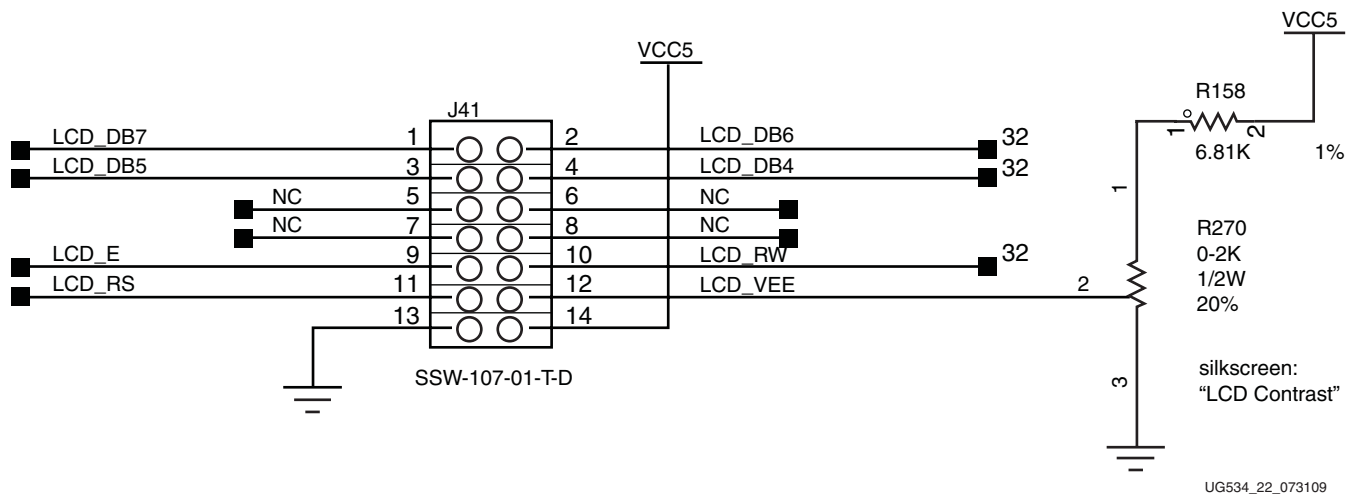 VCC5
VCC5
R158
J41
1 2
6.81K 1%
LCD_DB7 1 2 LCD_DB6 32
LCD_DB5 3 4 LCD_DB4 32
NC 5 6 NC
1
NC 7 8 NC
R270
0-2K
LCD_E 9 10 LCD_RW 32
1/2W
LCD_RS 11 12 LCD_VEE 2
20%
13 14
silkscreen:
SSW-107-01-T-D
3
“LCD Contrast”
UG534_22_073109